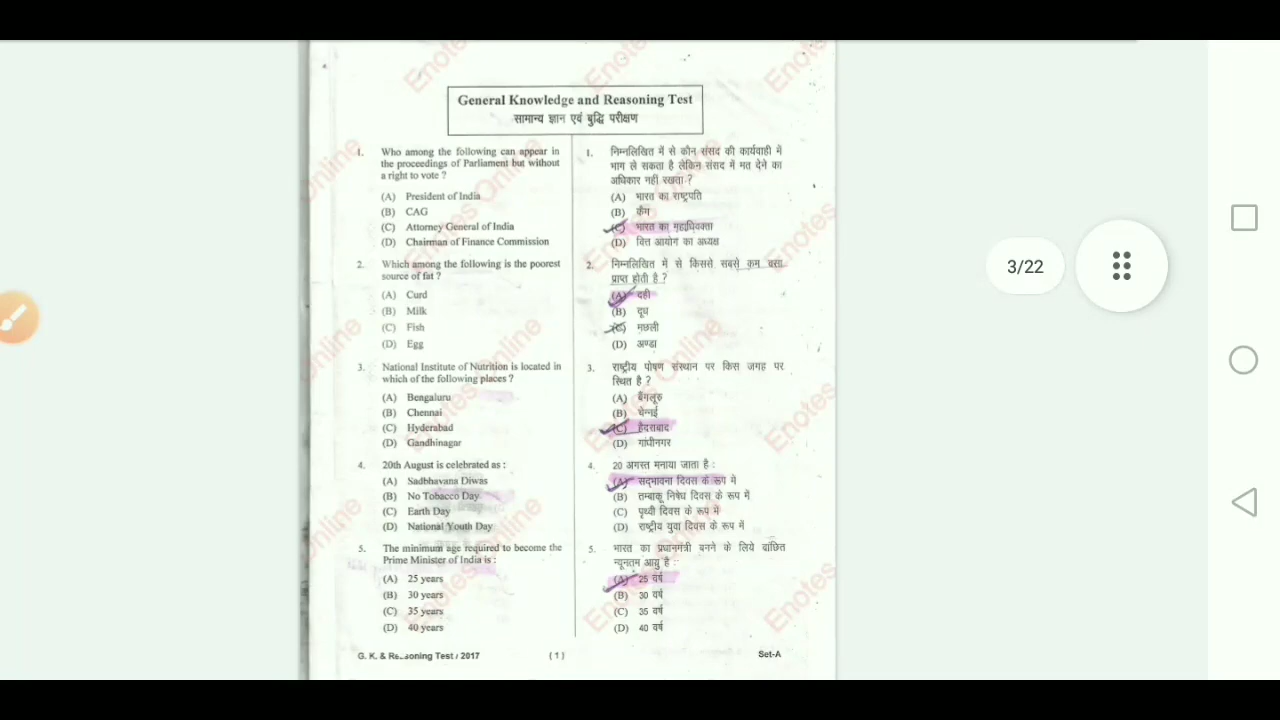 General Knowledge and Reasoning Test
सामान्य ज्ञान एवं बुद्धि परीक्षण
1. Who among the following can appear in
the proceedings of Parliament but without
a right to vote ?
(A) President of India
(B) CAG
(C) Attorney General of India
(D) Chairman of Finance Commission
2. Which among the following is the poorest
source of fat ?
(A) Curd
(B) Milk
(C) Fish
(D) Egg
3. National Institute of Nutrition is located in
which of the following places ?
(A) Bengaluru
(B) Chennai
(C) Hyderabad
(D) Gandhinagar
4. 20th August is celebrated as :
(A) Sadbhavana Diwas
(B) No Tobacco Day
(C) Earth Day
(D) National Youth Day
5. The minimum age required to become the
Prime Minister of India is :
(A) 25 years
(B) 30 years
(C) 35 years
(D) 40 years
1. निम्नलिखित में से कौन संसद की कार्यवाही में
भाग ले सकता है लेकिन संसद में मत देने का
अधिकार नहीं रखता ?
(A) भारत का राष्ट्रपति
(B) कैग
(C) भारत का महाधिवक्ता
(D) वित्त आयोग का अध्यक्ष
2. निम्नलिखित में से किससे सबसे कम वसा
प्राप्त होती है ?
(A) दही
(B) दूध
(C) मछली
(D) अण्डा
3. राष्ट्रीय पोषण संस्थान पर किस जगह पर
स्थित है ?
(A) बैंगलूरु
(B) चेन्नई
(C) हैदराबाद
(D) गांधीनगर
4. 20 अगस्त मनाया जाता है :
(A) सद्भावना दिवस के रूप में
(B) तम्बाकू निषेध दिवस के रूप में
(C) पृथ्वी दिवस के रूप में
(D) राष्ट्रीय युवा दिवस के रूप में
5. भारत का प्रधानमंत्री बनने के लिये वांछित
न्यूनतम आयु है :
(A) 25 वर्ष
(B) 30 वर्ष
(C) 35 वर्ष
(D) 40 वर्ष
G. K. & Reasoning Test / 2017 (1) Set-A
3/22
Enotes Online